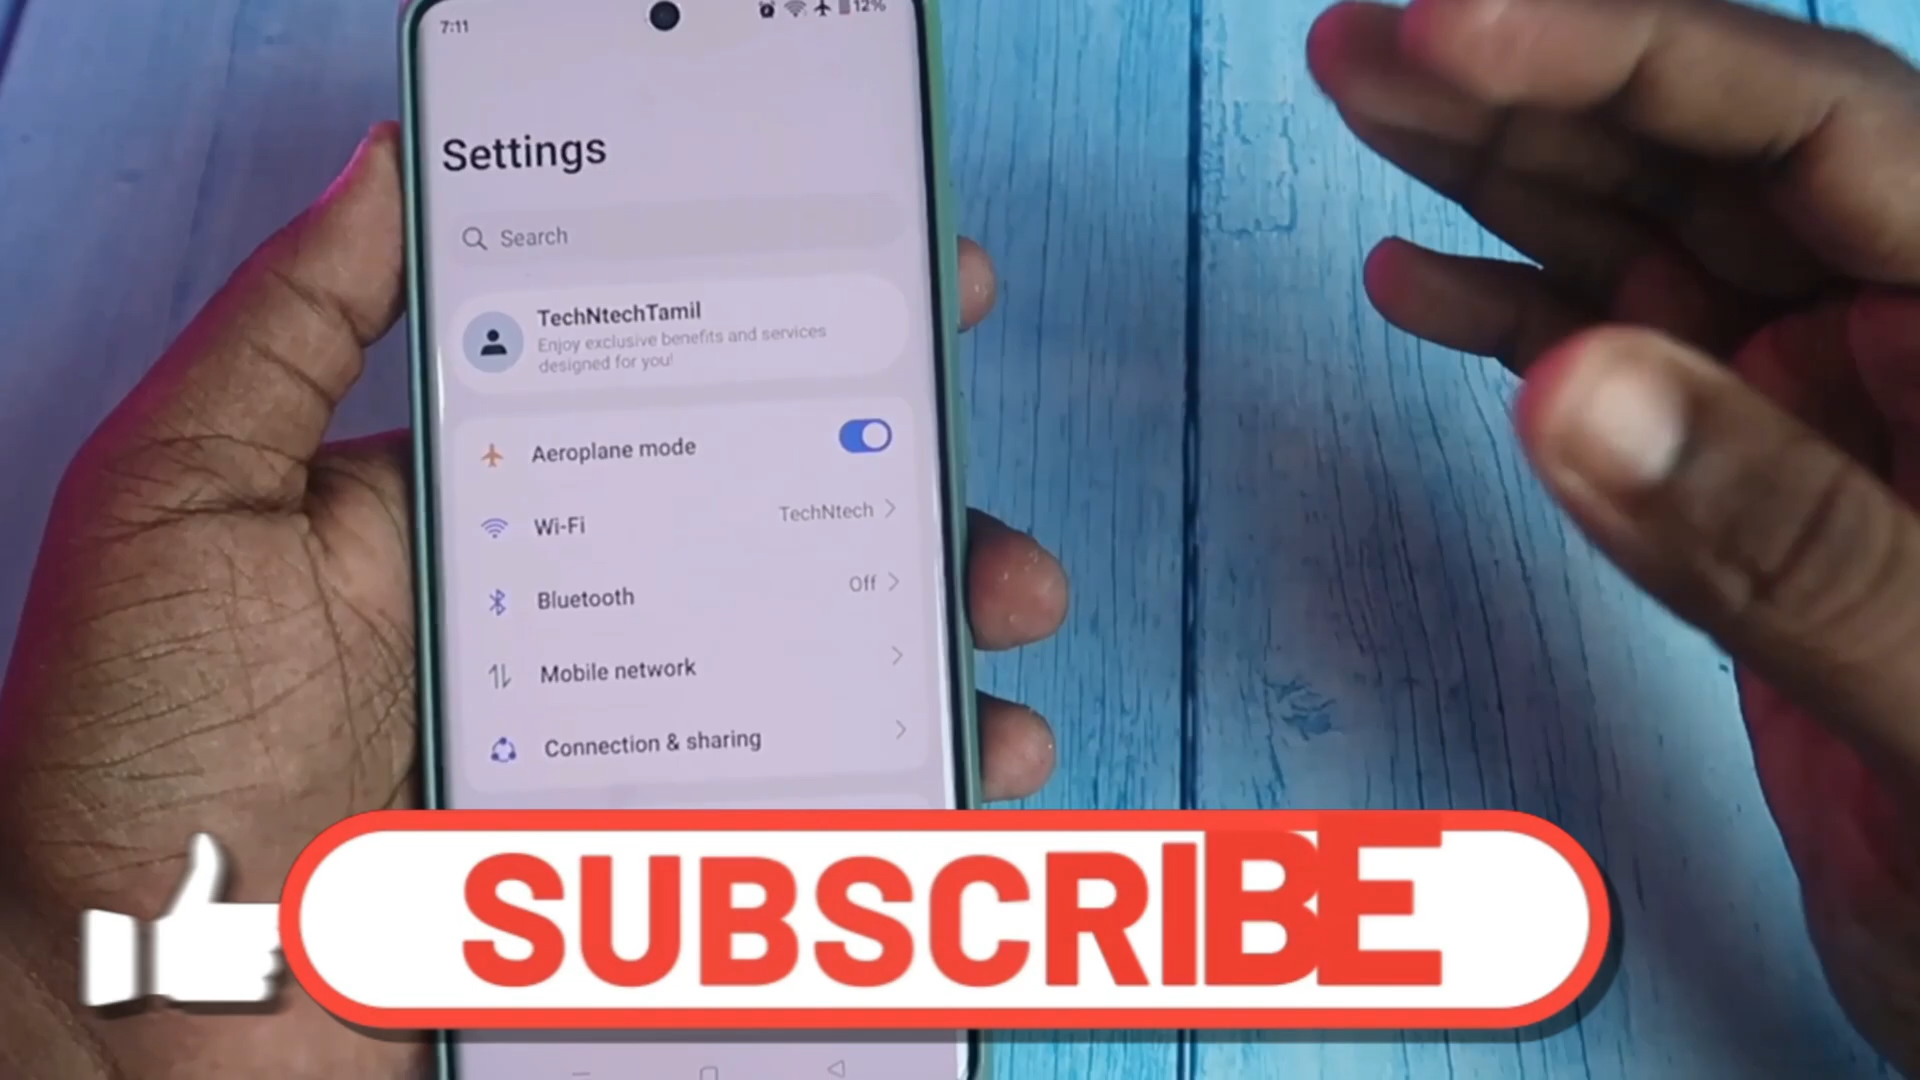 7:11
12%
Settings
Search
TechNtechTamil
Enjoy exclusive benefits and services
designed for you!
Aeroplane mode
Wi-Fi
TechNtech
Bluetooth
Off
Mobile network
Connection & sharing
SUBSCRIBE